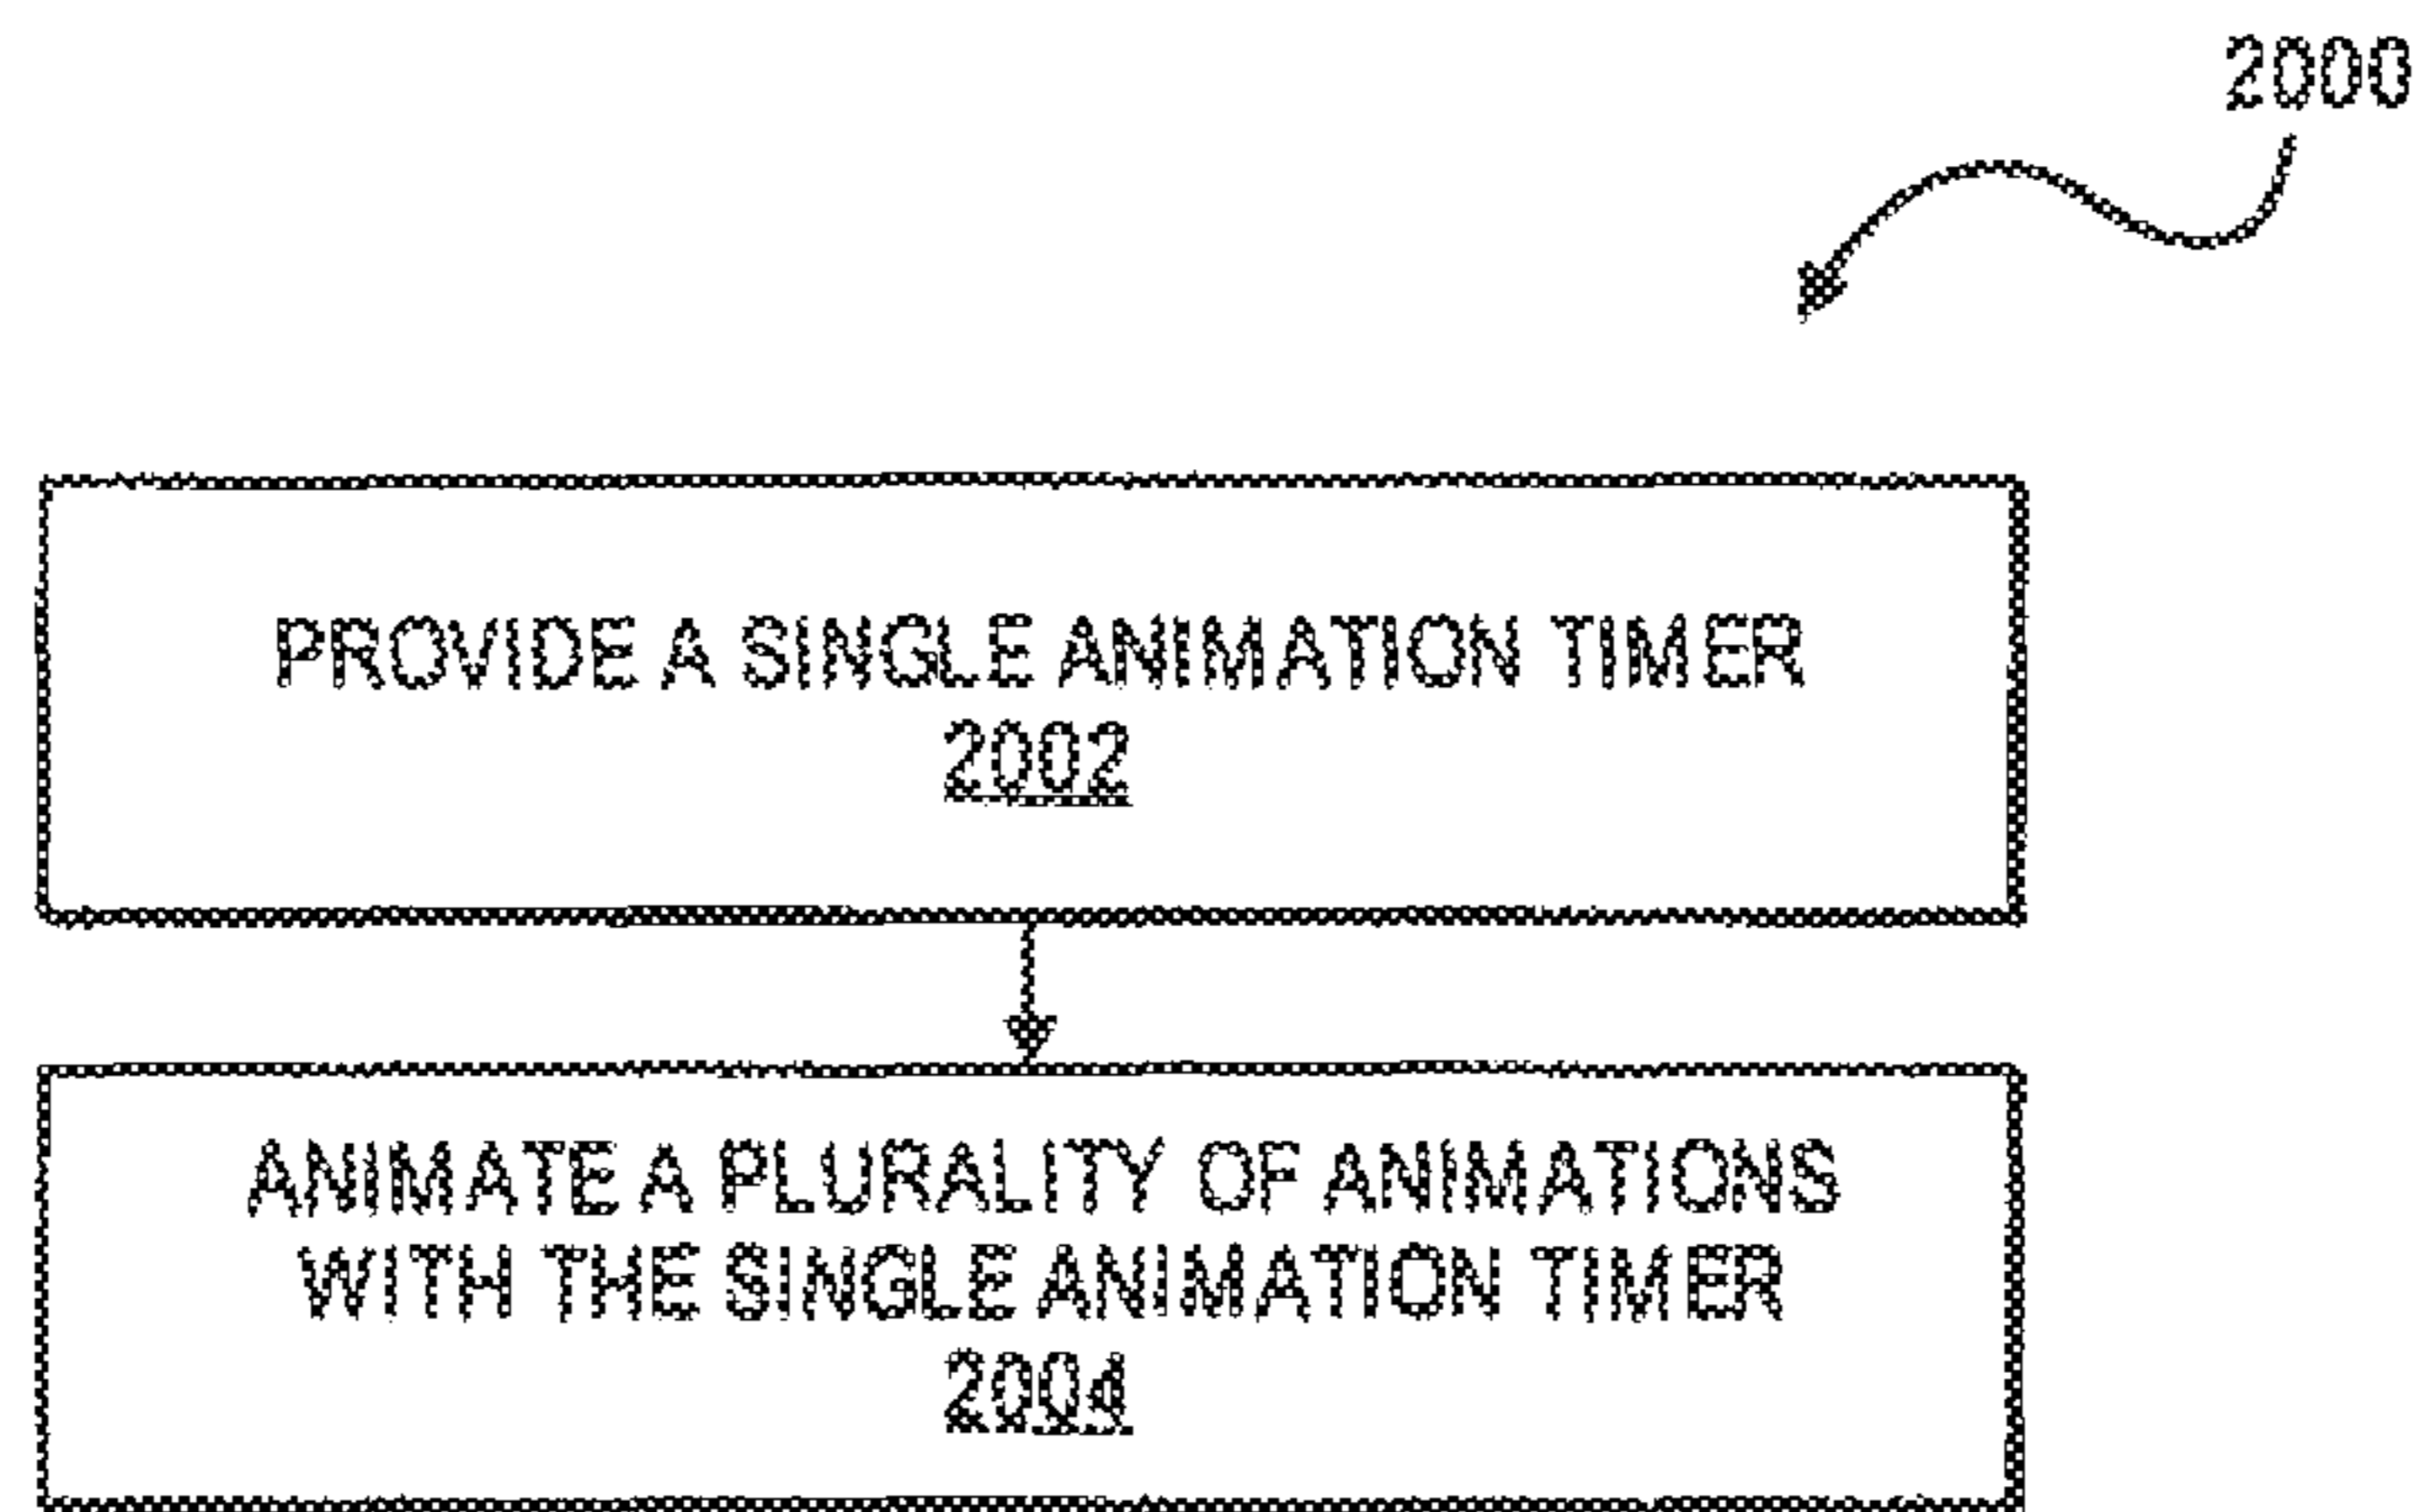 2000
PROVIDE A SINGLE ANIMATION TIMER
2002
ANIMATE A PLURALITY OF ANIMATIONS
WITH THE SINGLE ANIMATION TIMER
2004